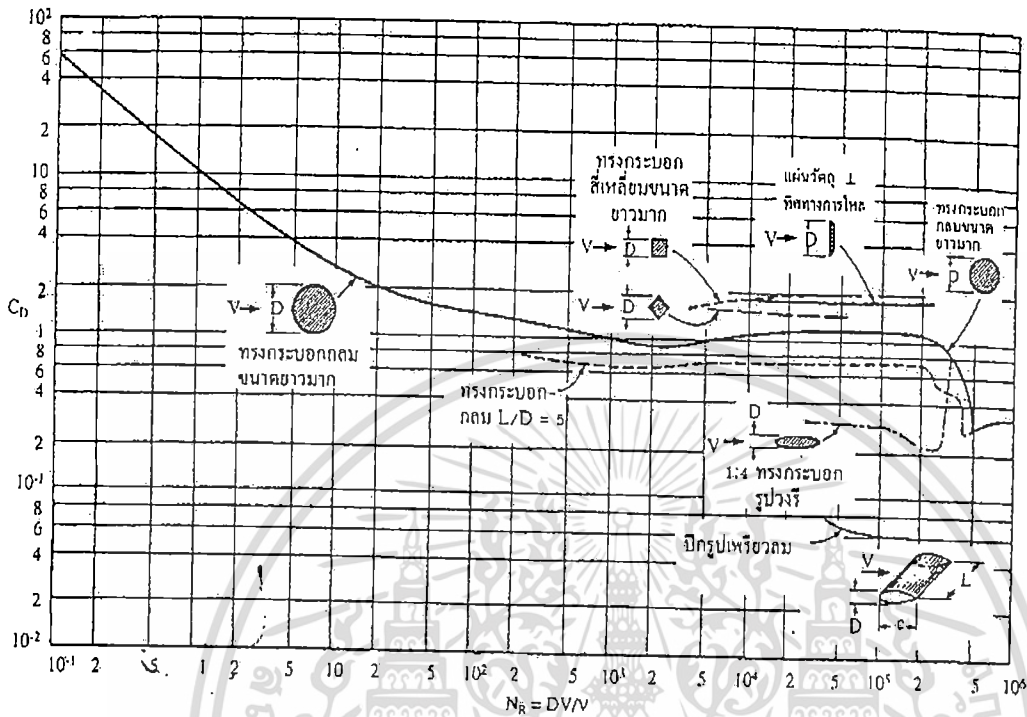 10²
8
6
4
2
10
8
6
4
2
C_D
1
8
6
4
2
10⁻¹
8
6
4
2
10⁻²
ทรงกระบอก
สี่เหลี่ยมขนาด
ยาวมาก
V
D
V
D
แผ่นวัตถุ ⊥
ทิศทางการไหล
V
D
ทรงกระบอก
กลมขนาด
ยาวมาก
V
D
V
D
ทรงกระบอกกลม
ขนาดยาวมาก
ทรงกระบอก-
กลม L/D = 5
D
V
1:4 ทรงกระบอก
รูปวงรี
ปีกรูปเพรียวลม
V
L
D
c
10⁻¹ 2 5 1 2 5 10 2 5 10² 2 5 10³ 2 5 10⁴ 2 5 10⁵ 2 5 10⁶
N_R = DV/ν